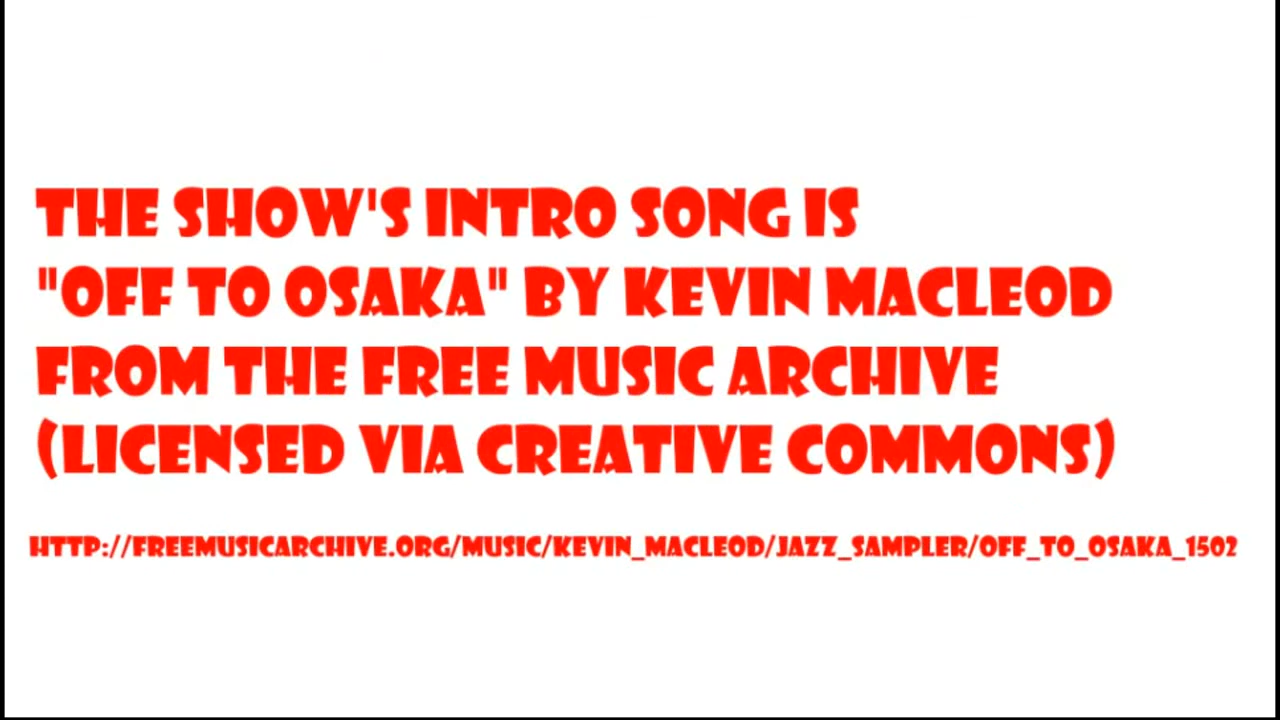 THE SHOW'S INTRO SONG IS
"OFF TO OSAKA" BY KEVIN MACLEOD
FROM THE FREE MUSIC ARCHIVE
(LICENSED VIA CREATIVE COMMONS)
HTTP://FREEMUSICARCHIVE.ORG/MUSIC/KEVIN_MACLEOD/JAZZ_SAMPLER/OFF_TO_OSAKA_1502